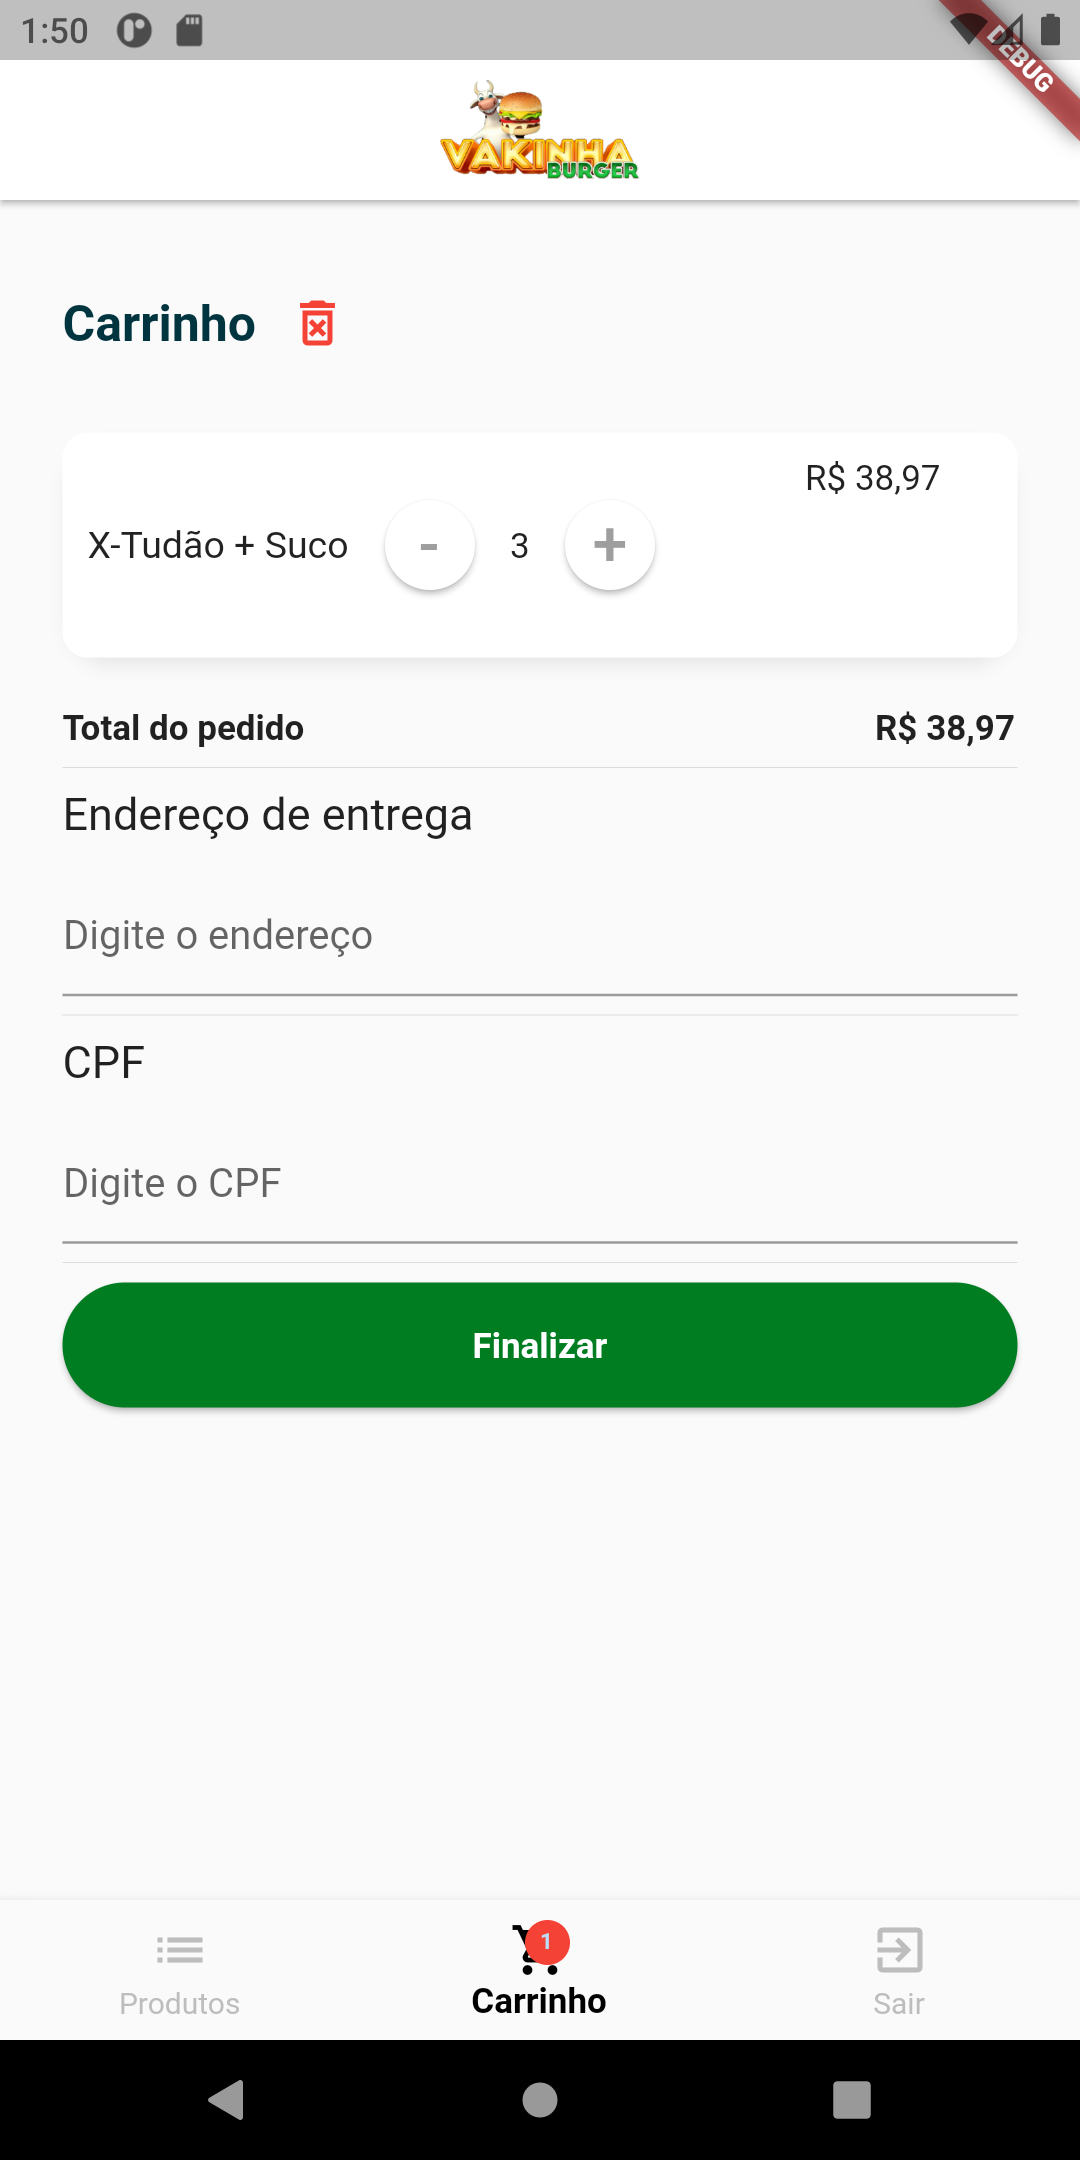 1:50
DEBUG
VAKINHA
BURGER
Carrinho
R$ 38,97
X-Tudão + Suco - 3 +
Total do pedido R$ 38,97
Endereço de entrega
Digite o endereço
CPF
Digite o CPF
Finalizar
1
Produtos Carrinho Sair